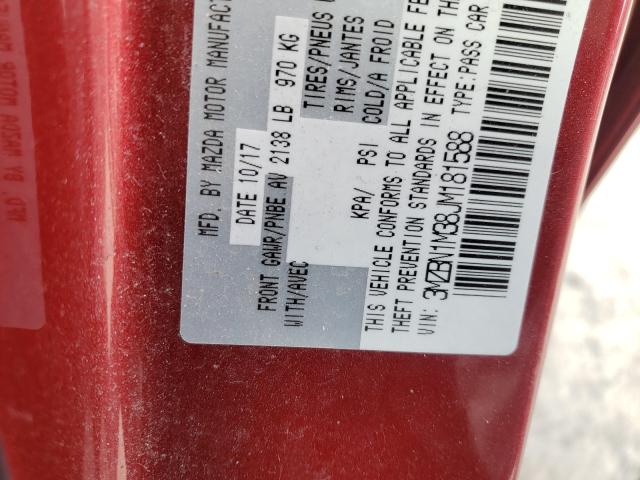 MFD. BY MAZDA MOTOR MANUFACT
DATE 10/17
FRONT GAWR/PNBE AV 2138 LB 970 KG
WITH/AVEC
TIRES/PNEUS
RIMS/JANTES
KPA/ PSI COLD/A FROID
THIS VEHICLE CONFORMS TO ALL APPLICABLE FE
THEFT PREVENTION STANDARDS IN EFFECT ON TH
VIN: 3MZBN1M38JM181588 TYPE:PASS CAR